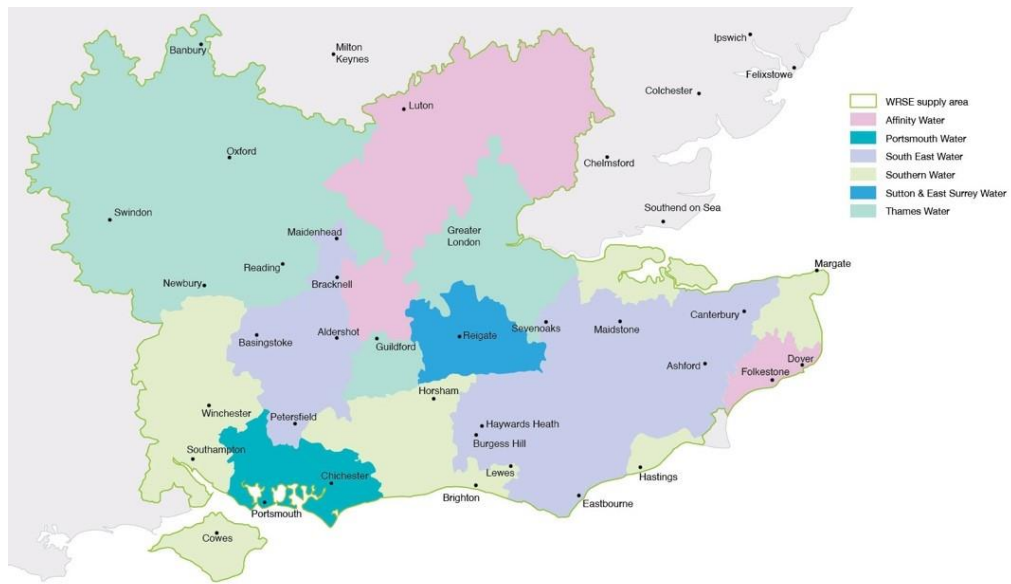 Banbury
Milton
Keynes
Ipswich
Felixstowe
Colchester
Luton
Oxford
Chelmsford
Swindon
Southend on Sea
Maidenhead
Greater
London
Reading
Bracknell
Newbury
Margate
Canterbury
Basingstoke
Aldershot
Guildford
Reigate
Sevenoaks
Maidstone
Ashford
Dover
Folkestone
Horsham
Winchester
Petersfield
Haywards Heath
Burgess Hill
Southampton
Chichester
Lewes
Hastings
Brighton
Eastbourne
Portsmouth
Cowes
WRSE supply area
Affinity Water
Portsmouth Water
South East Water
Southern Water
Sutton & East Surrey Water
Thames Water